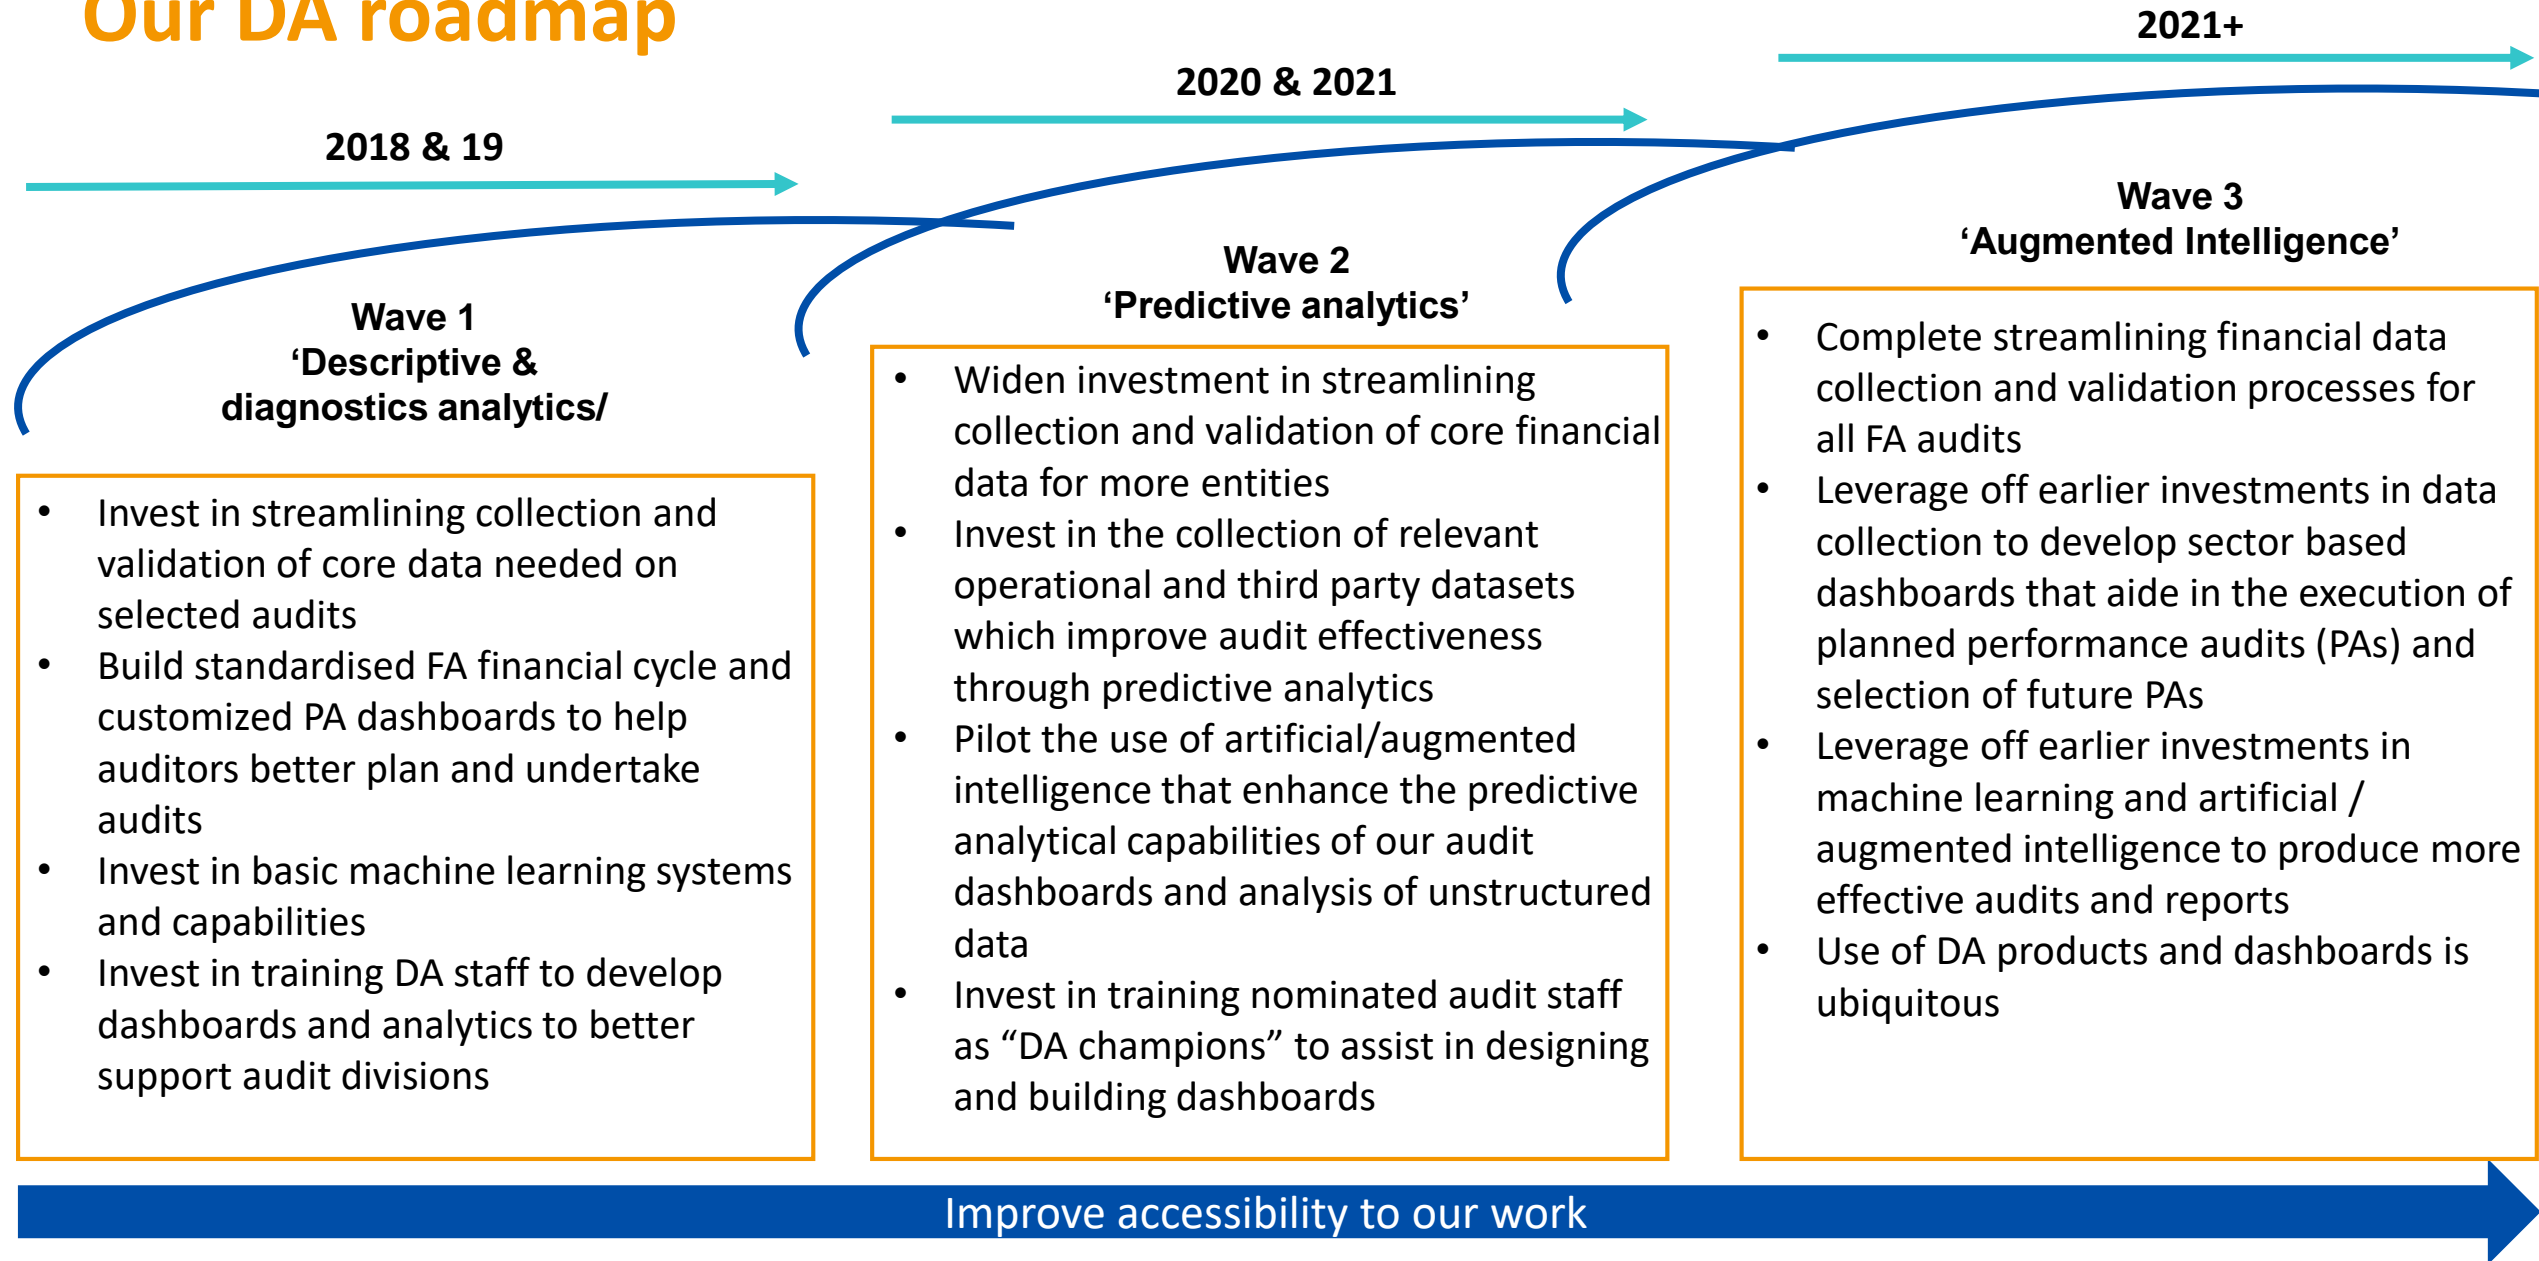 Our DA roadmap
2018 & 19
2020 & 2021
2021+
Wave 1
‘Descriptive &
diagnostics analytics/
• Invest in streamlining collection and
validation of core data needed on
selected audits
• Build standardised FA financial cycle and
customized PA dashboards to help
auditors better plan and undertake
audits
• Invest in basic machine learning systems
and capabilities
• Invest in training DA staff to develop
dashboards and analytics to better
support audit divisions
Wave 2
‘Predictive analytics’
• Widen investment in streamlining
collection and validation of core financial
data for more entities
• Invest in the collection of relevant
operational and third party datasets
which improve audit effectiveness
through predictive analytics
• Pilot the use of artificial/augmented
intelligence that enhance the predictive
analytical capabilities of our audit
dashboards and analysis of unstructured
data
• Invest in training nominated audit staff
as “DA champions” to assist in designing
and building dashboards
Wave 3
‘Augmented Intelligence’
• Complete streamlining financial data
collection and validation processes for
all FA audits
• Leverage off earlier investments in data
collection to develop sector based
dashboards that aide in the execution of
planned performance audits (PAs) and
selection of future PAs
• Leverage off earlier investments in
machine learning and artificial /
augmented intelligence to produce more
effective audits and reports
• Use of DA products and dashboards is
ubiquitous
Improve accessibility to our work